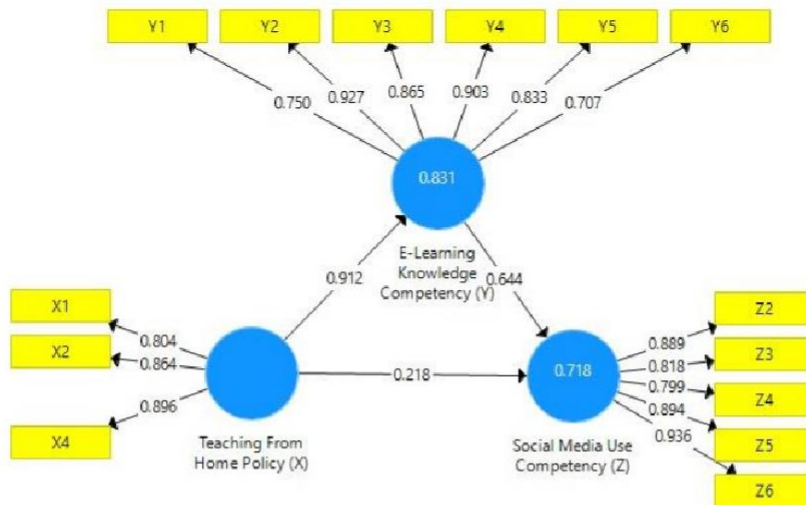 Y1 Y2 Y3 Y4 Y5 Y6
0.750 0.927 0.865 0.903 0.833 0.707
0.831
E-Learning
Knowledge
Competency (Y)
0.912 0.644
X1
X2
X4
0.804
0.864
0.896
Teaching From
Home Policy (X)
0.218
0.718
Social Media Use
Competency (Z)
0.889
0.818
0.799
0.894
0.936
Z2
Z3
Z4
Z5
Z6